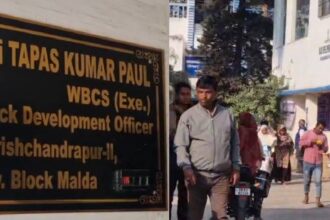 i TAPAS KUMAR PAUL
WBCS (Exe.)
ck Development Officer
rishchandrapur-II,
v. Block Malda